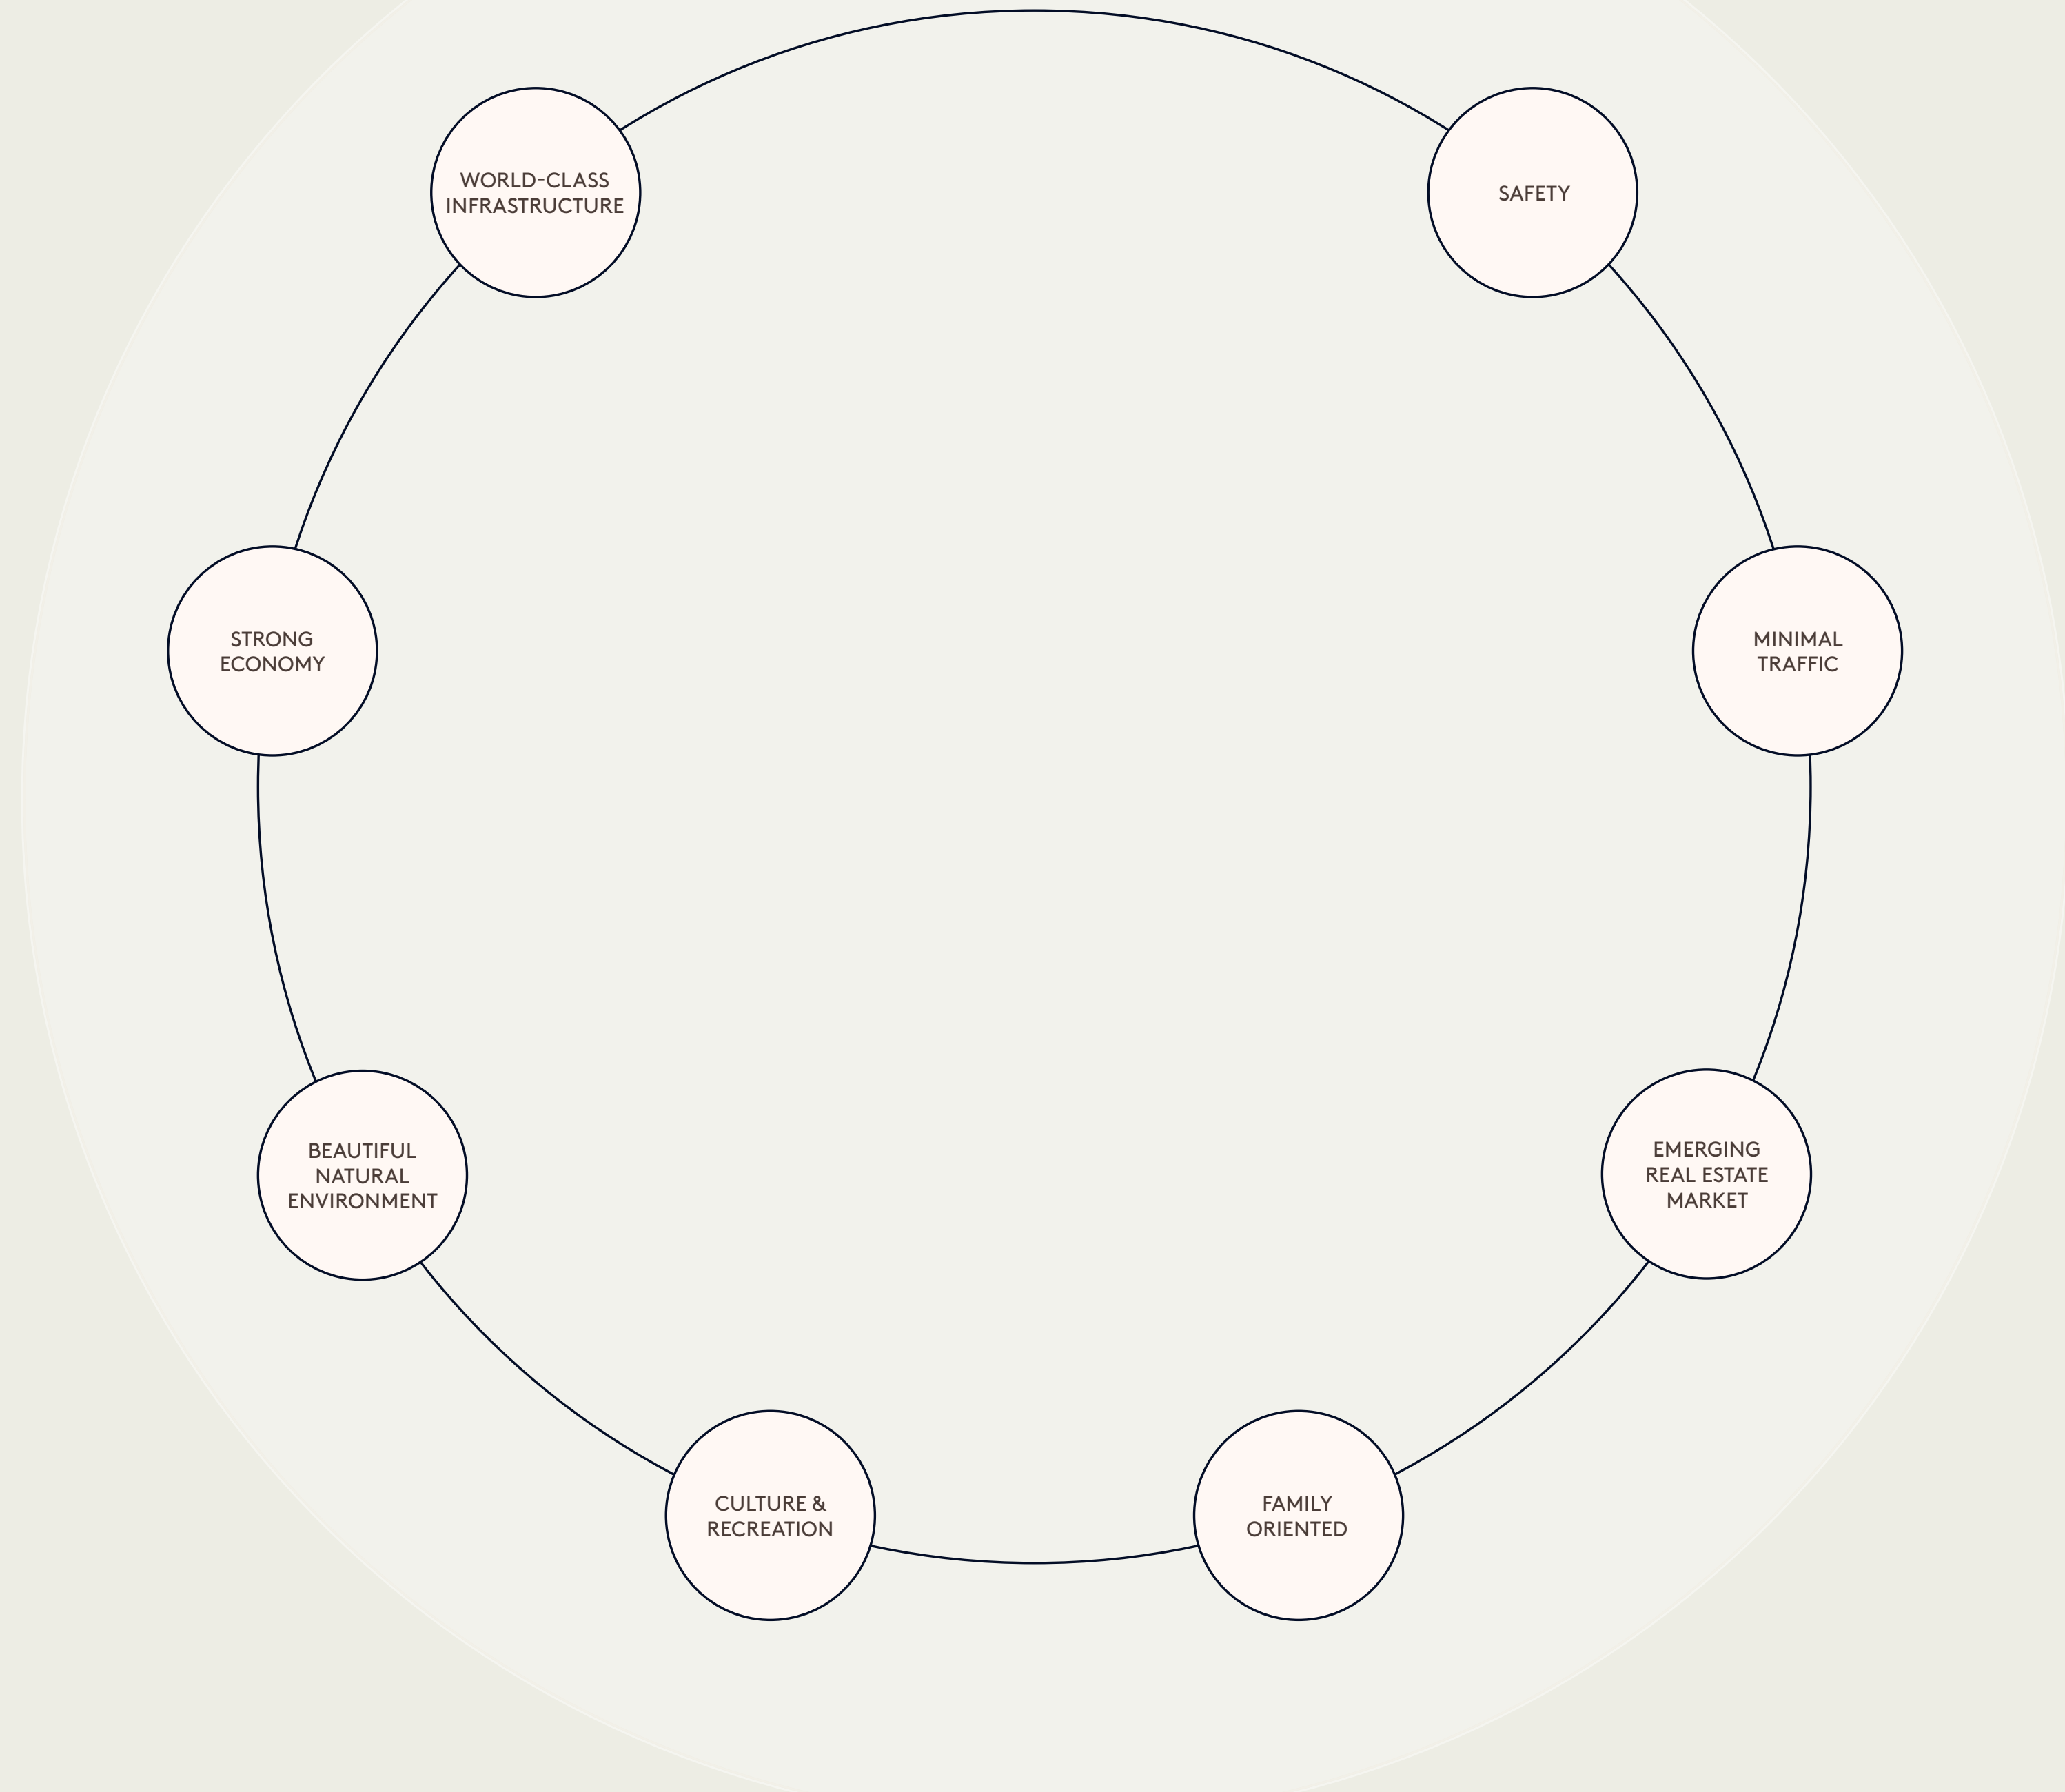 WORLD-CLASS
INFRASTRUCTURE
SAFETY
STRONG
ECONOMY
MINIMAL
TRAFFIC
BEAUTIFUL
NATURAL
ENVIRONMENT
EMERGING
REAL ESTATE
MARKET
CULTURE &
RECREATION
FAMILY
ORIENTED